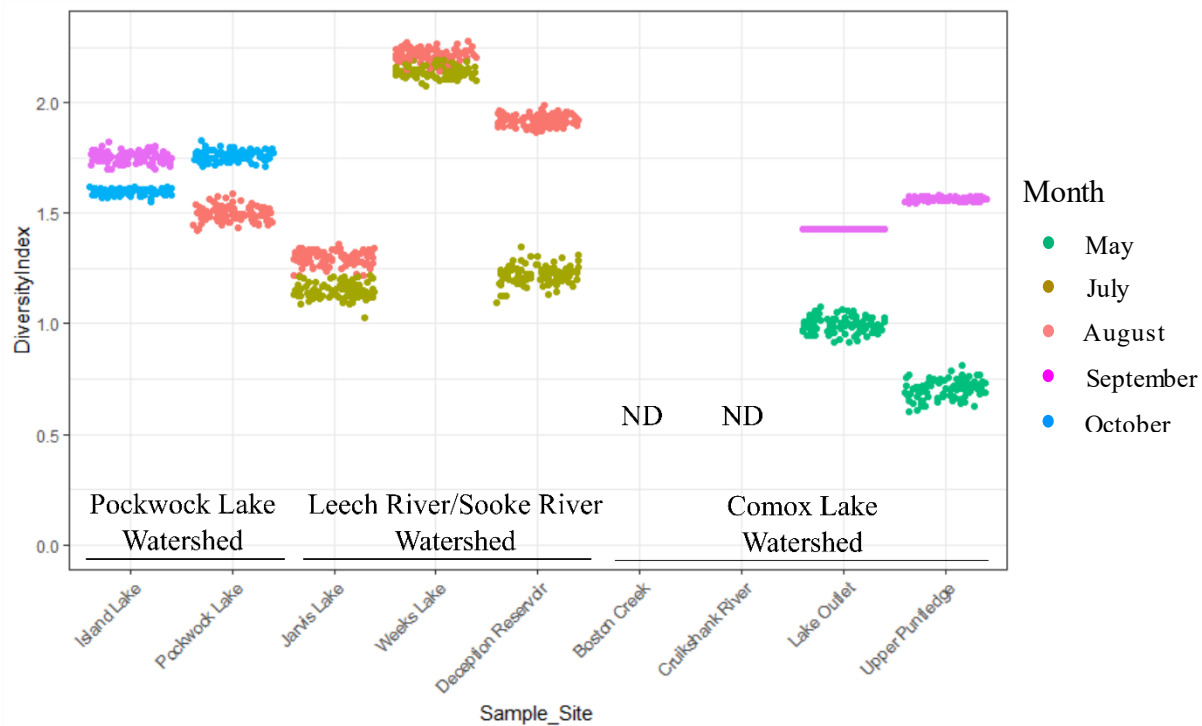 DiversityIndex
2.0
1.5
1.0
0.5
0.0
ND
ND
Pockwock Lake
Watershed
Leech River/Sooke River
Watershed
Comox Lake
Watershed
Island Lake
Pockwock Lake
Jarvis Lake
Weeks Lake
Deception Reservoir
Boston Creek
Cruikshank River
Lake Outlet
Upper Puntledge
Sample_Site
Month
May
July
August
September
October